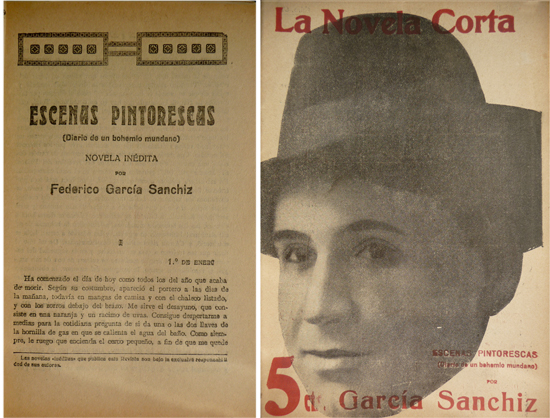 ESCENAS PINTORESCAS
(Diario de un bohemio mundano)
NOVELA INÉDITA
POR
Federico García Sanchiz
I
1.º DE ENERO
Ha comenzado el día de hoy como todos los del año que acaba
de morir. Según su costumbre, apareció el portero a las diez de
la mañana, todavía en mangas de camisa y con el chaleco listado,
y con los zorros debajo del brazo. Me sirve el desayuno, que con-
siste en una naranja y un racimo de uvas. Consigue despertarme a
medias para la cotidiana pregunta de si da una o las dos llaves de
la hornilla de gas en que se calienta el agua del baño. Como siem-
pre, le ruego que encienda el corro pequeño, a fin de que me quede
Las novelas inéditas que publica esta Revista son bajo la exclusiva responsabili-
dad de sus autores.
La Novela Corta
ESCENAS PINTORESCAS
(Diario de un bohemio mundano)
POR
5 cts. García Sanchiz